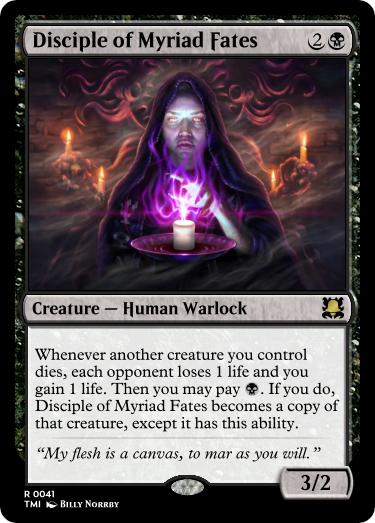 Disciple of Myriad Fates 2
Creature — Human Warlock
Whenever another creature you control
dies, each opponent loses 1 life and you
gain 1 life. Then you may pay . If you do,
Disciple of Myriad Fates becomes a copy of
that creature, except it has this ability.
“My flesh is a canvas, to mar as you will.”
3/2
R 0041
TMI Billy Norrby